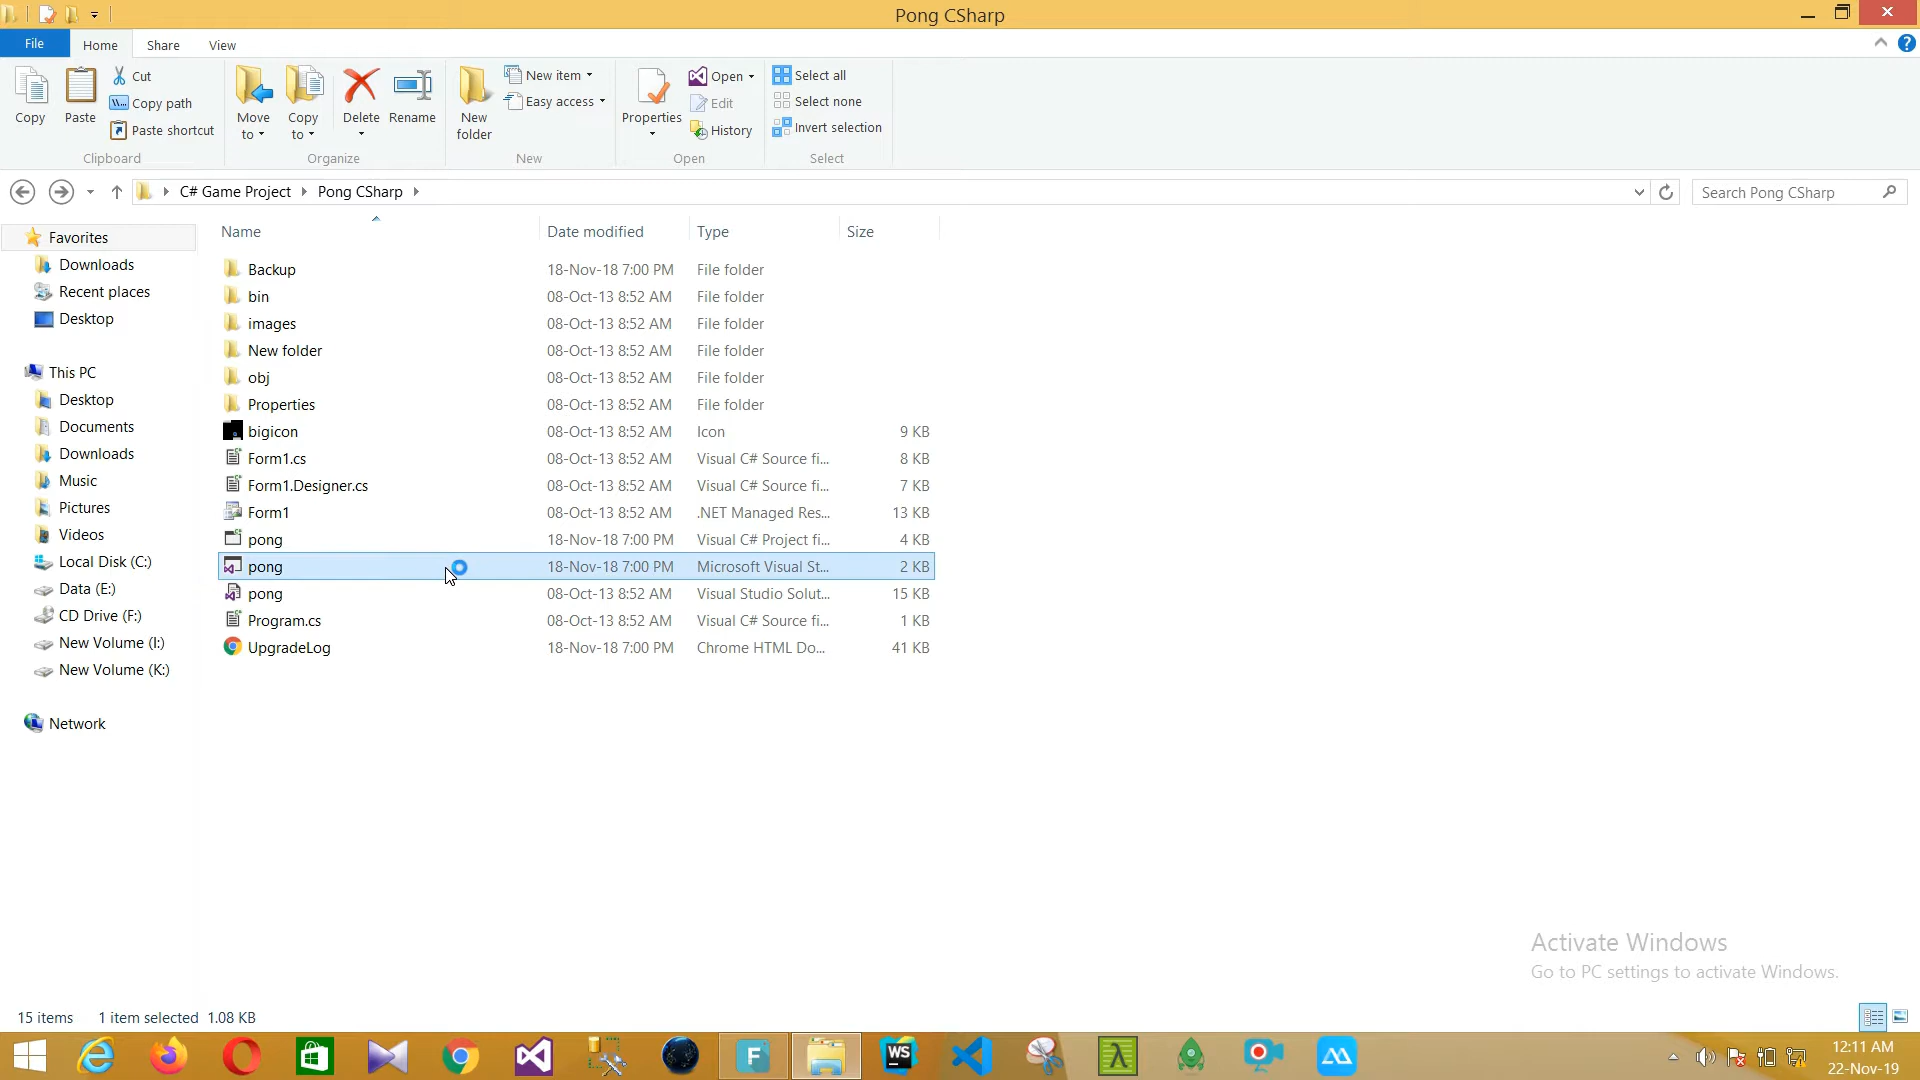 Pong CSharp
File Home Share View
Copy Paste Cut Copy path Paste shortcut Clipboard
Move to Copy to Delete Rename Organize
New folder New item Easy access New
Properties Open Edit History Open
Select all Select none Invert selection Select
C# Game Project Pong CSharp Search Pong CSharp
Favorites
Downloads
Recent places
Desktop
This PC
Desktop
Documents
Downloads
Music
Pictures
Videos
Local Disk (C:)
Data (E:)
CD Drive (F:)
New Volume (I:)
New Volume (K:)
Network
Name Date modified Type Size
Backup 18-Nov-18 7:00 PM File folder
bin 08-Oct-13 8:52 AM File folder
images 08-Oct-13 8:52 AM File folder
New folder 08-Oct-13 8:52 AM File folder
obj 08-Oct-13 8:52 AM File folder
Properties 08-Oct-13 8:52 AM File folder
bigicon 08-Oct-13 8:52 AM Icon 9 KB
Form1.cs 08-Oct-13 8:52 AM Visual C# Source fi... 8 KB
Form1.Designer.cs 08-Oct-13 8:52 AM Visual C# Source fi... 7 KB
Form1 08-Oct-13 8:52 AM .NET Managed Res... 13 KB
pong 18-Nov-18 7:00 PM Visual C# Project fi... 4 KB
pong 18-Nov-18 7:00 PM Microsoft Visual St... 2 KB
pong 08-Oct-13 8:52 AM Visual Studio Solut... 15 KB
Program.cs 08-Oct-13 8:52 AM Visual C# Source fi... 1 KB
UpgradeLog 18-Nov-18 7:00 PM Chrome HTML Do... 41 KB
Activate Windows
Go to PC settings to activate Windows.
15 items 1 item selected 1.08 KB
F WS λ
12:11 AM
22-Nov-19